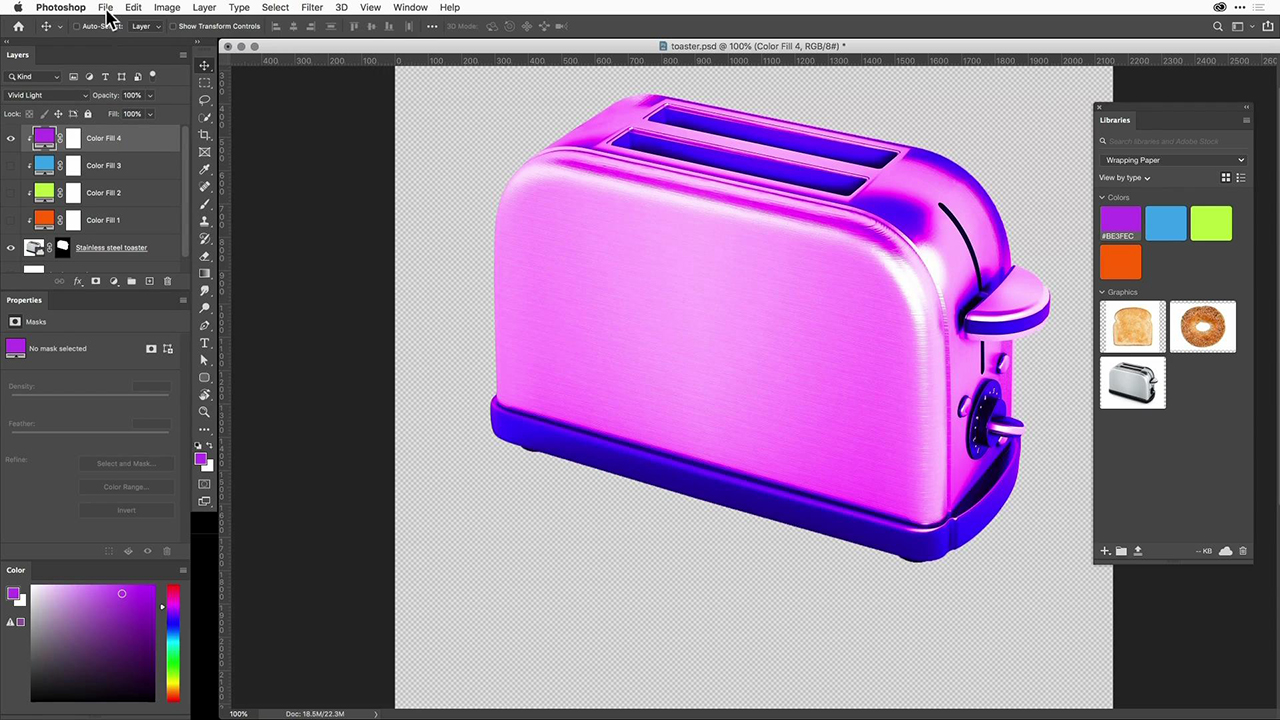 Photoshop File Edit Image Layer Type Select Filter 3D View Window Help
Auto-Select: Layer Show Transform Controls 3D Mode:
Layers
Kind
Vivid Light Opacity: 100%
Lock: Fill: 100%
Color Fill 4
Color Fill 3
Color Fill 2
Color Fill 1
Stainless steel toaster
fx
Properties
Masks
No mask selected
Density:
Feather:
Refine: Select and Mask...
Color Range...
Invert
Color
toaster.psd @ 100% (Color Fill 4, RGB/8#) *
400 300 200 100 0 100 200 300 400 500 600 700 800 900 1000 1100 1200 1300 1400 1500 1600 1700 1800 1900 2000 2100 2200 2300 2400 2500
100% Doc: 18.5M/22.3M
Libraries
Search libraries and Adobe Stock
Wrapping Paper
View by type
Colors
#BE3FEC
Graphics
-- KB